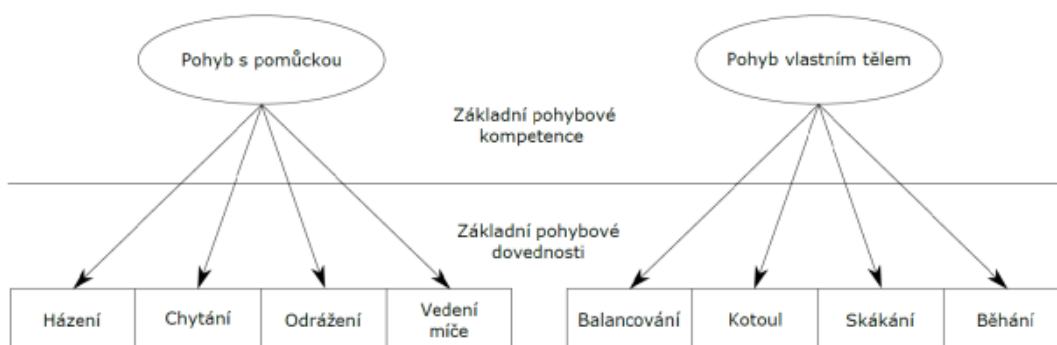 Pohyb s pomůckou
Pohyb vlastním tělem
Základní pohybové
kompetence
Základní pohybové
dovednosti
Házení
Chytání
Odrážení
Vedení
míče
Balancování
Kotoul
Skákání
Běhání